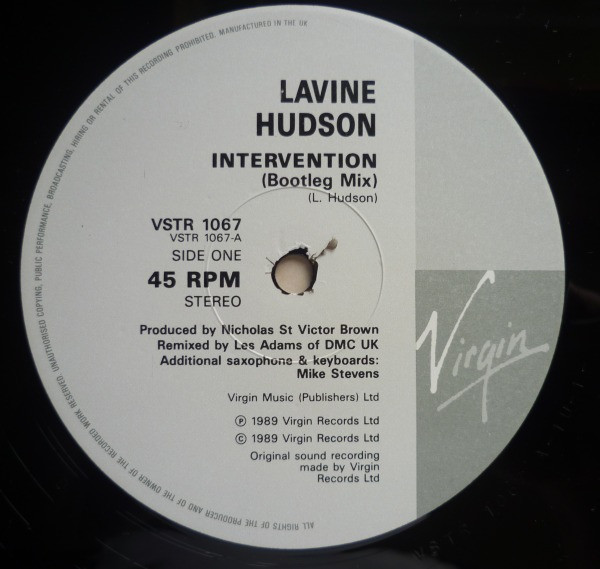 LAVINE
HUDSON
INTERVENTION
(Bootleg Mix)
(L. Hudson)
VSTR 1067
VSTR 1067-A
SIDE ONE
45 RPM
STEREO
Produced by Nicholas St Victor Brown
Remixed by Les Adams of DMC UK
Additional saxophone & keyboards:
Mike Stevens
Virgin Music (Publishers) Ltd
℗ 1989 Virgin Records Ltd
© 1989 Virgin Records Ltd
Original sound recording
made by Virgin
Records Ltd
Virgin
ALL RIGHTS OF THE PRODUCER AND OF THE OWNER OF THE RECORDED WORK RESERVED. UNAUTHORISED COPYING, PUBLIC PERFORMANCE, BROADCASTING, HIRING OR RENTAL OF THIS RECORDING PROHIBITED. MANUFACTURED IN THE UK